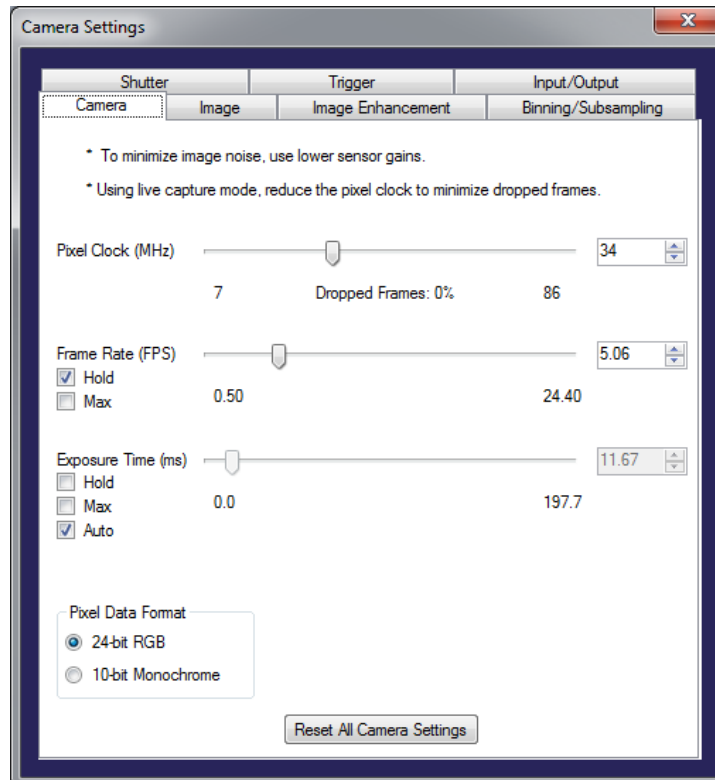 Camera Settings
Shutter Trigger Input/Output
Camera Image Image Enhancement Binning/Subsampling
* To minimize image noise, use lower sensor gains.
* Using live capture mode, reduce the pixel clock to minimize dropped frames.
Pixel Clock (MHz) 34
7 Dropped Frames: 0% 86
Frame Rate (FPS) 5.06
Hold
Max 0.50 24.40
Exposure Time (ms) 11.67
Hold
Max 0.0 197.7
Auto
Pixel Data Format
24-bit RGB
10-bit Monochrome
Reset All Camera Settings